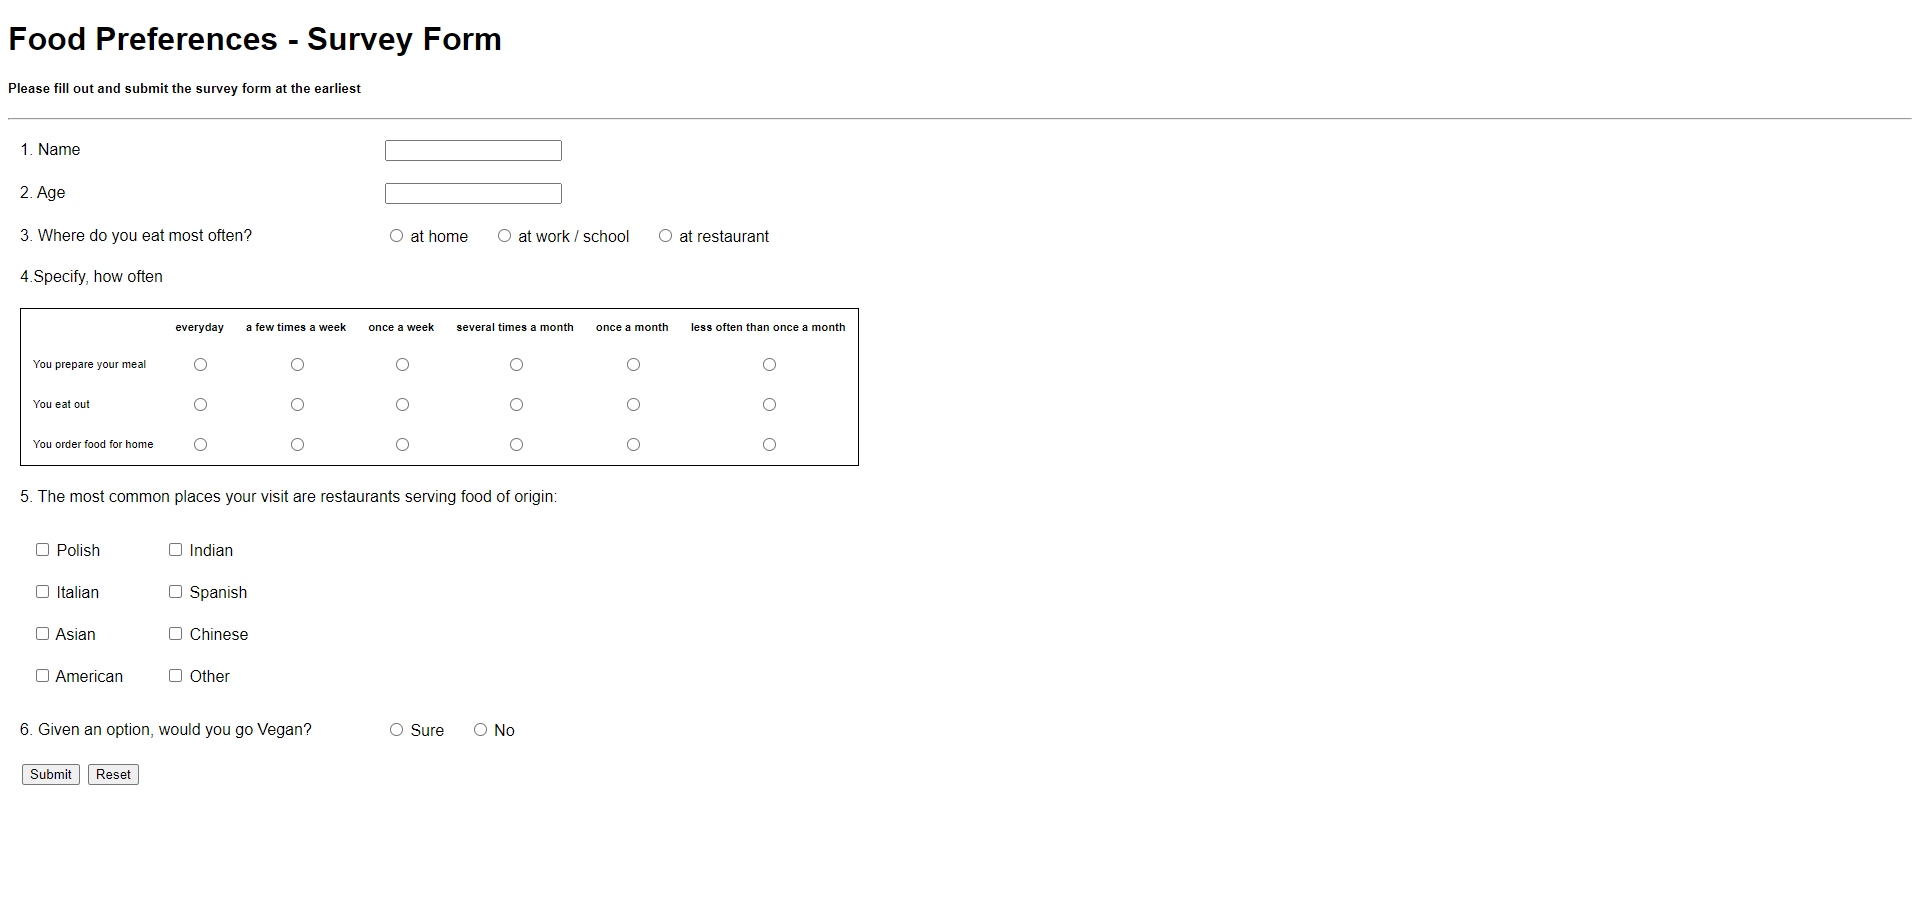 Food Preferences - Survey Form
Please fill out and submit the survey form at the earliest
1. Name
2. Age
3. Where do you eat most often? at home at work / school at restaurant
4.Specify, how often
everyday a few times a week once a week several times a month once a month less often than once a month
You prepare your meal
You eat out
You order food for home
5. The most common places your visit are restaurants serving food of origin:
Polish Indian
Italian Spanish
Asian Chinese
American Other
6. Given an option, would you go Vegan? Sure No
Submit Reset